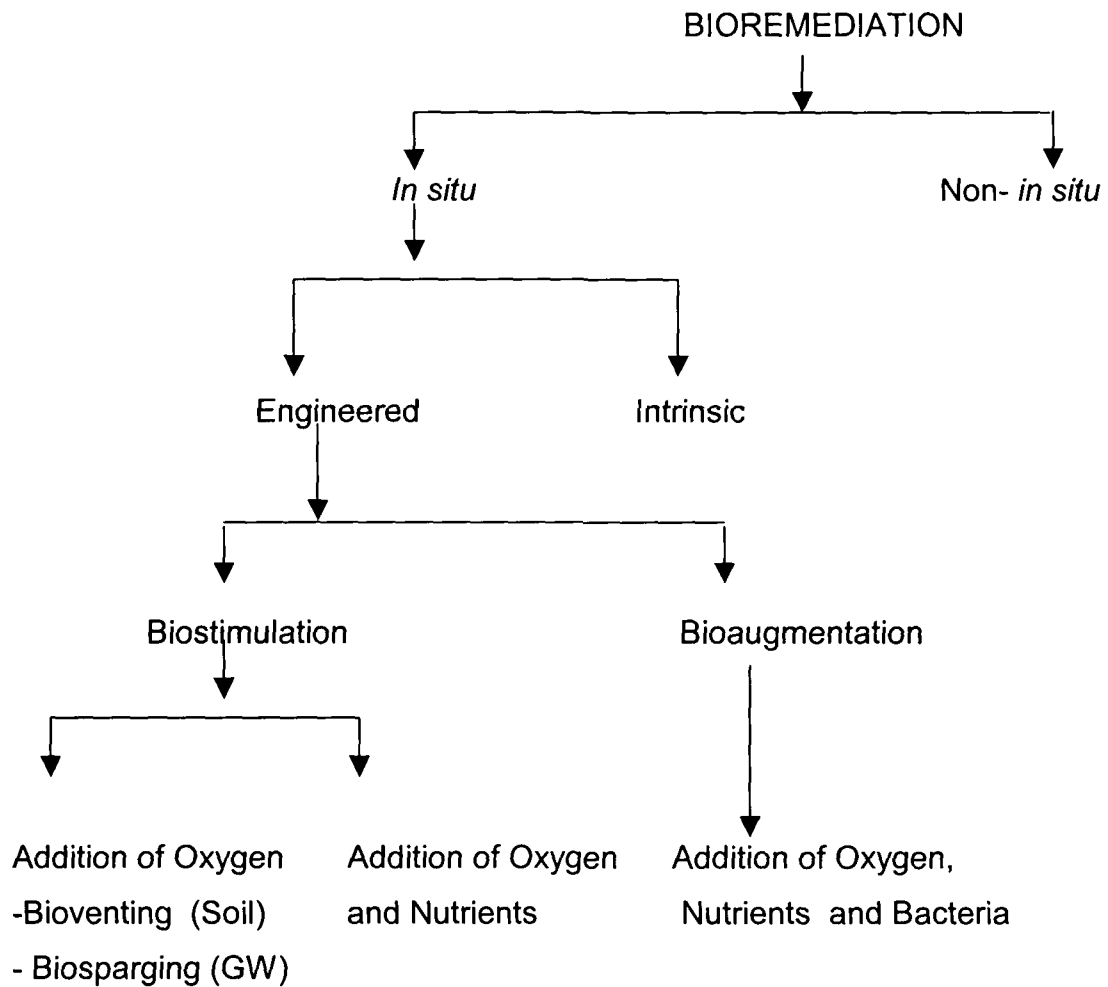 BIOREMEDIATION
In situ
Non- in situ
Engineered
Intrinsic
Biostimulation
Bioaugmentation
Addition of Oxygen
-Bioventing (Soil)
- Biosparging (GW)
Addition of Oxygen
and Nutrients
Addition of Oxygen,
Nutrients and Bacteria